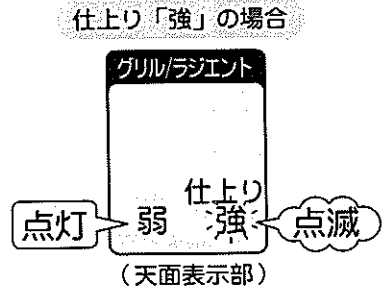 仕上り「強」の場合
グリル/ラジエント
仕上り
点灯 弱 強 点滅
(天面表示部)